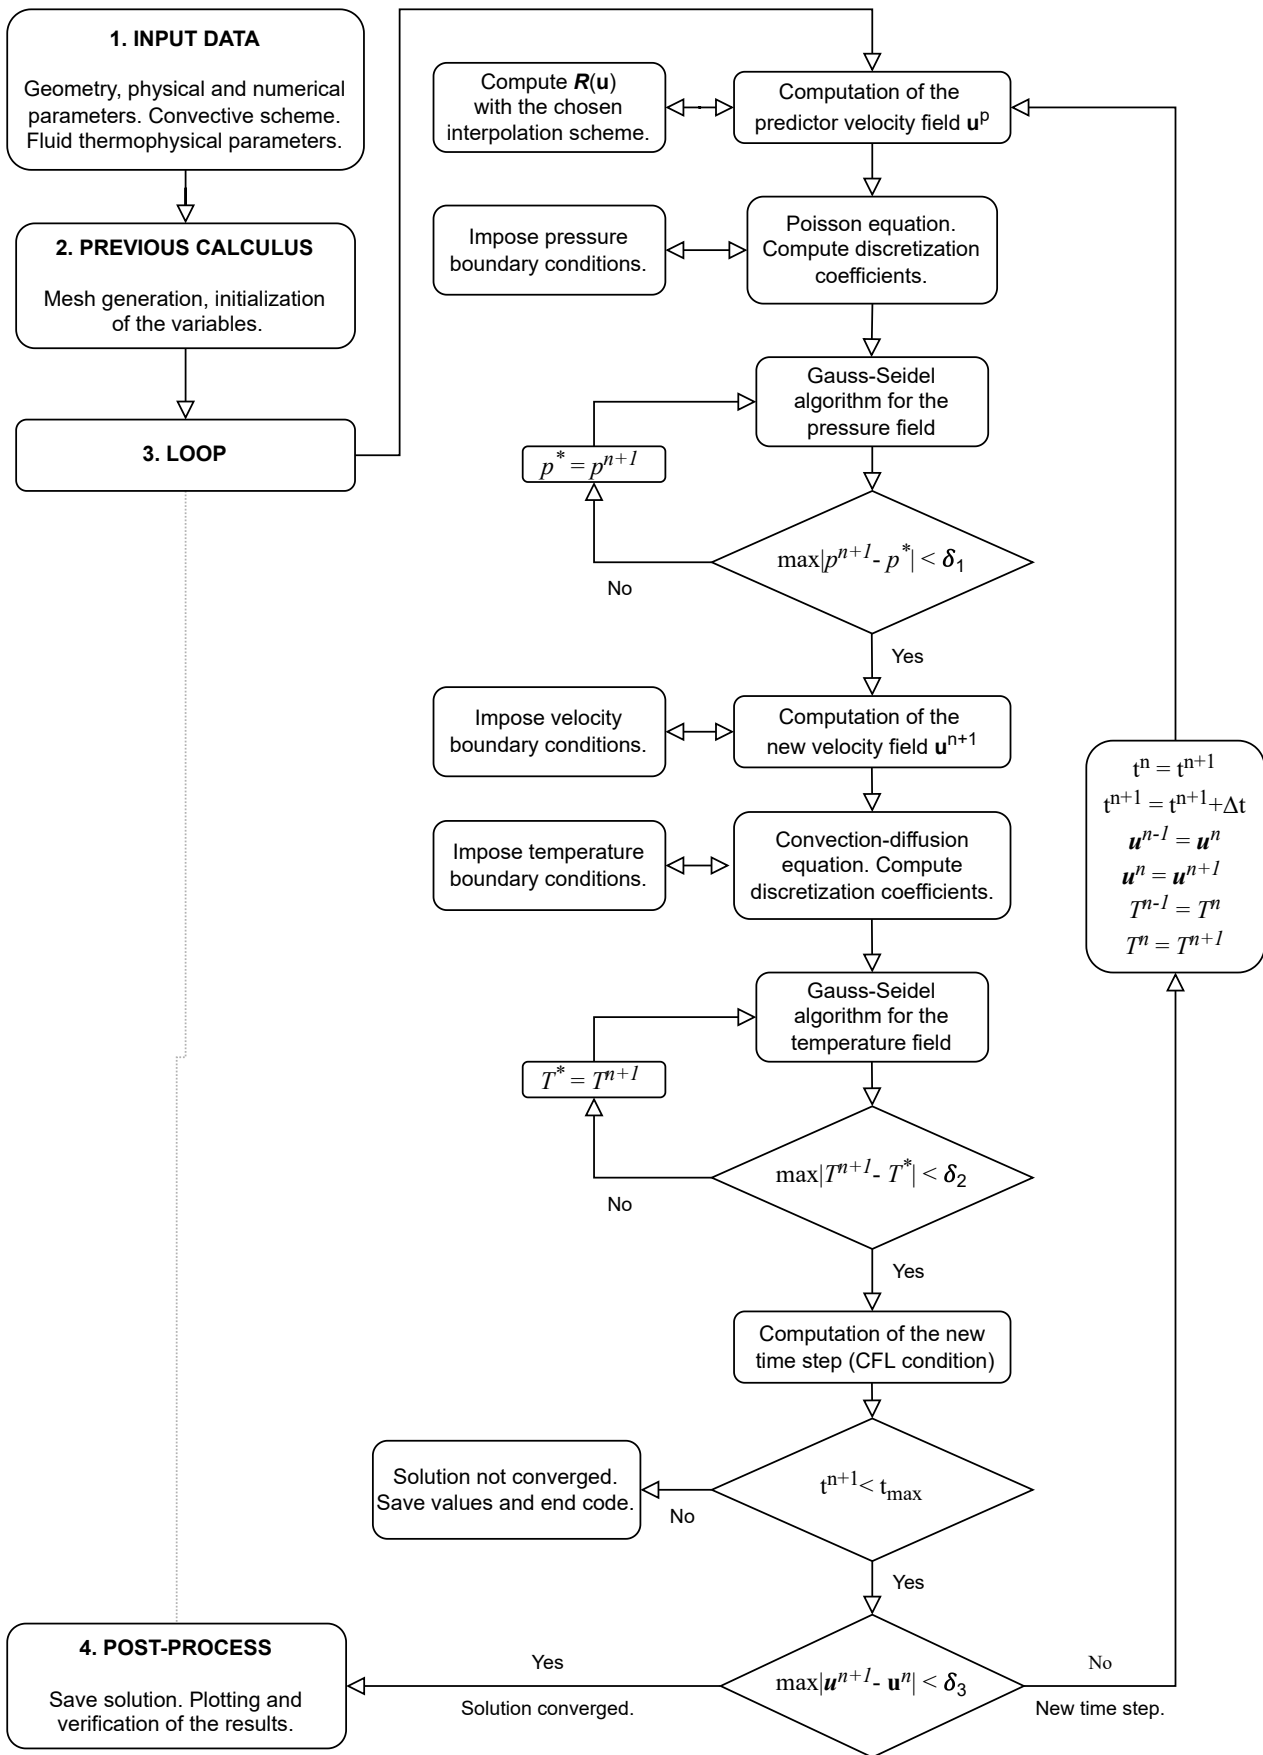 1. INPUT DATA
Geometry, physical and numerical
parameters. Convective scheme.
Fluid thermophysical parameters.
2. PREVIOUS CALCULUS
Mesh generation, initialization
of the variables.
3. LOOP
Compute R(u)
with the chosen
interpolation scheme.
Computation of the
predictor velocity field u^p
Impose pressure
boundary conditions.
Poisson equation.
Compute discretization
coefficients.
Gauss-Seidel
algorithm for the
pressure field
p^* = p^{n+1}
max|p^{n+1}- p^*| < δ_1
No
Yes
Impose velocity
boundary conditions.
Computation of the
new velocity field u^{n+1}
Impose temperature
boundary conditions.
Convection-diffusion
equation. Compute
discretization coefficients.
t^n = t^{n+1}
t^{n+1} = t^{n+1}+Δt
u^{n-1} = u^n
u^n = u^{n+1}
T^{n-1} = T^n
T^n = T^{n+1}
Gauss-Seidel
algorithm for the
temperature field
T^* = T^{n+1}
max|T^{n+1}- T^*| < δ_2
No
Yes
Computation of the new
time step (CFL condition)
t^{n+1}< t_{max}
Solution not converged.
Save values and end code.
No
Yes
max|u^{n+1}- u^n| < δ_3
No
New time step.
Yes
Solution converged.
4. POST-PROCESS
Save solution. Plotting and
verification of the results.